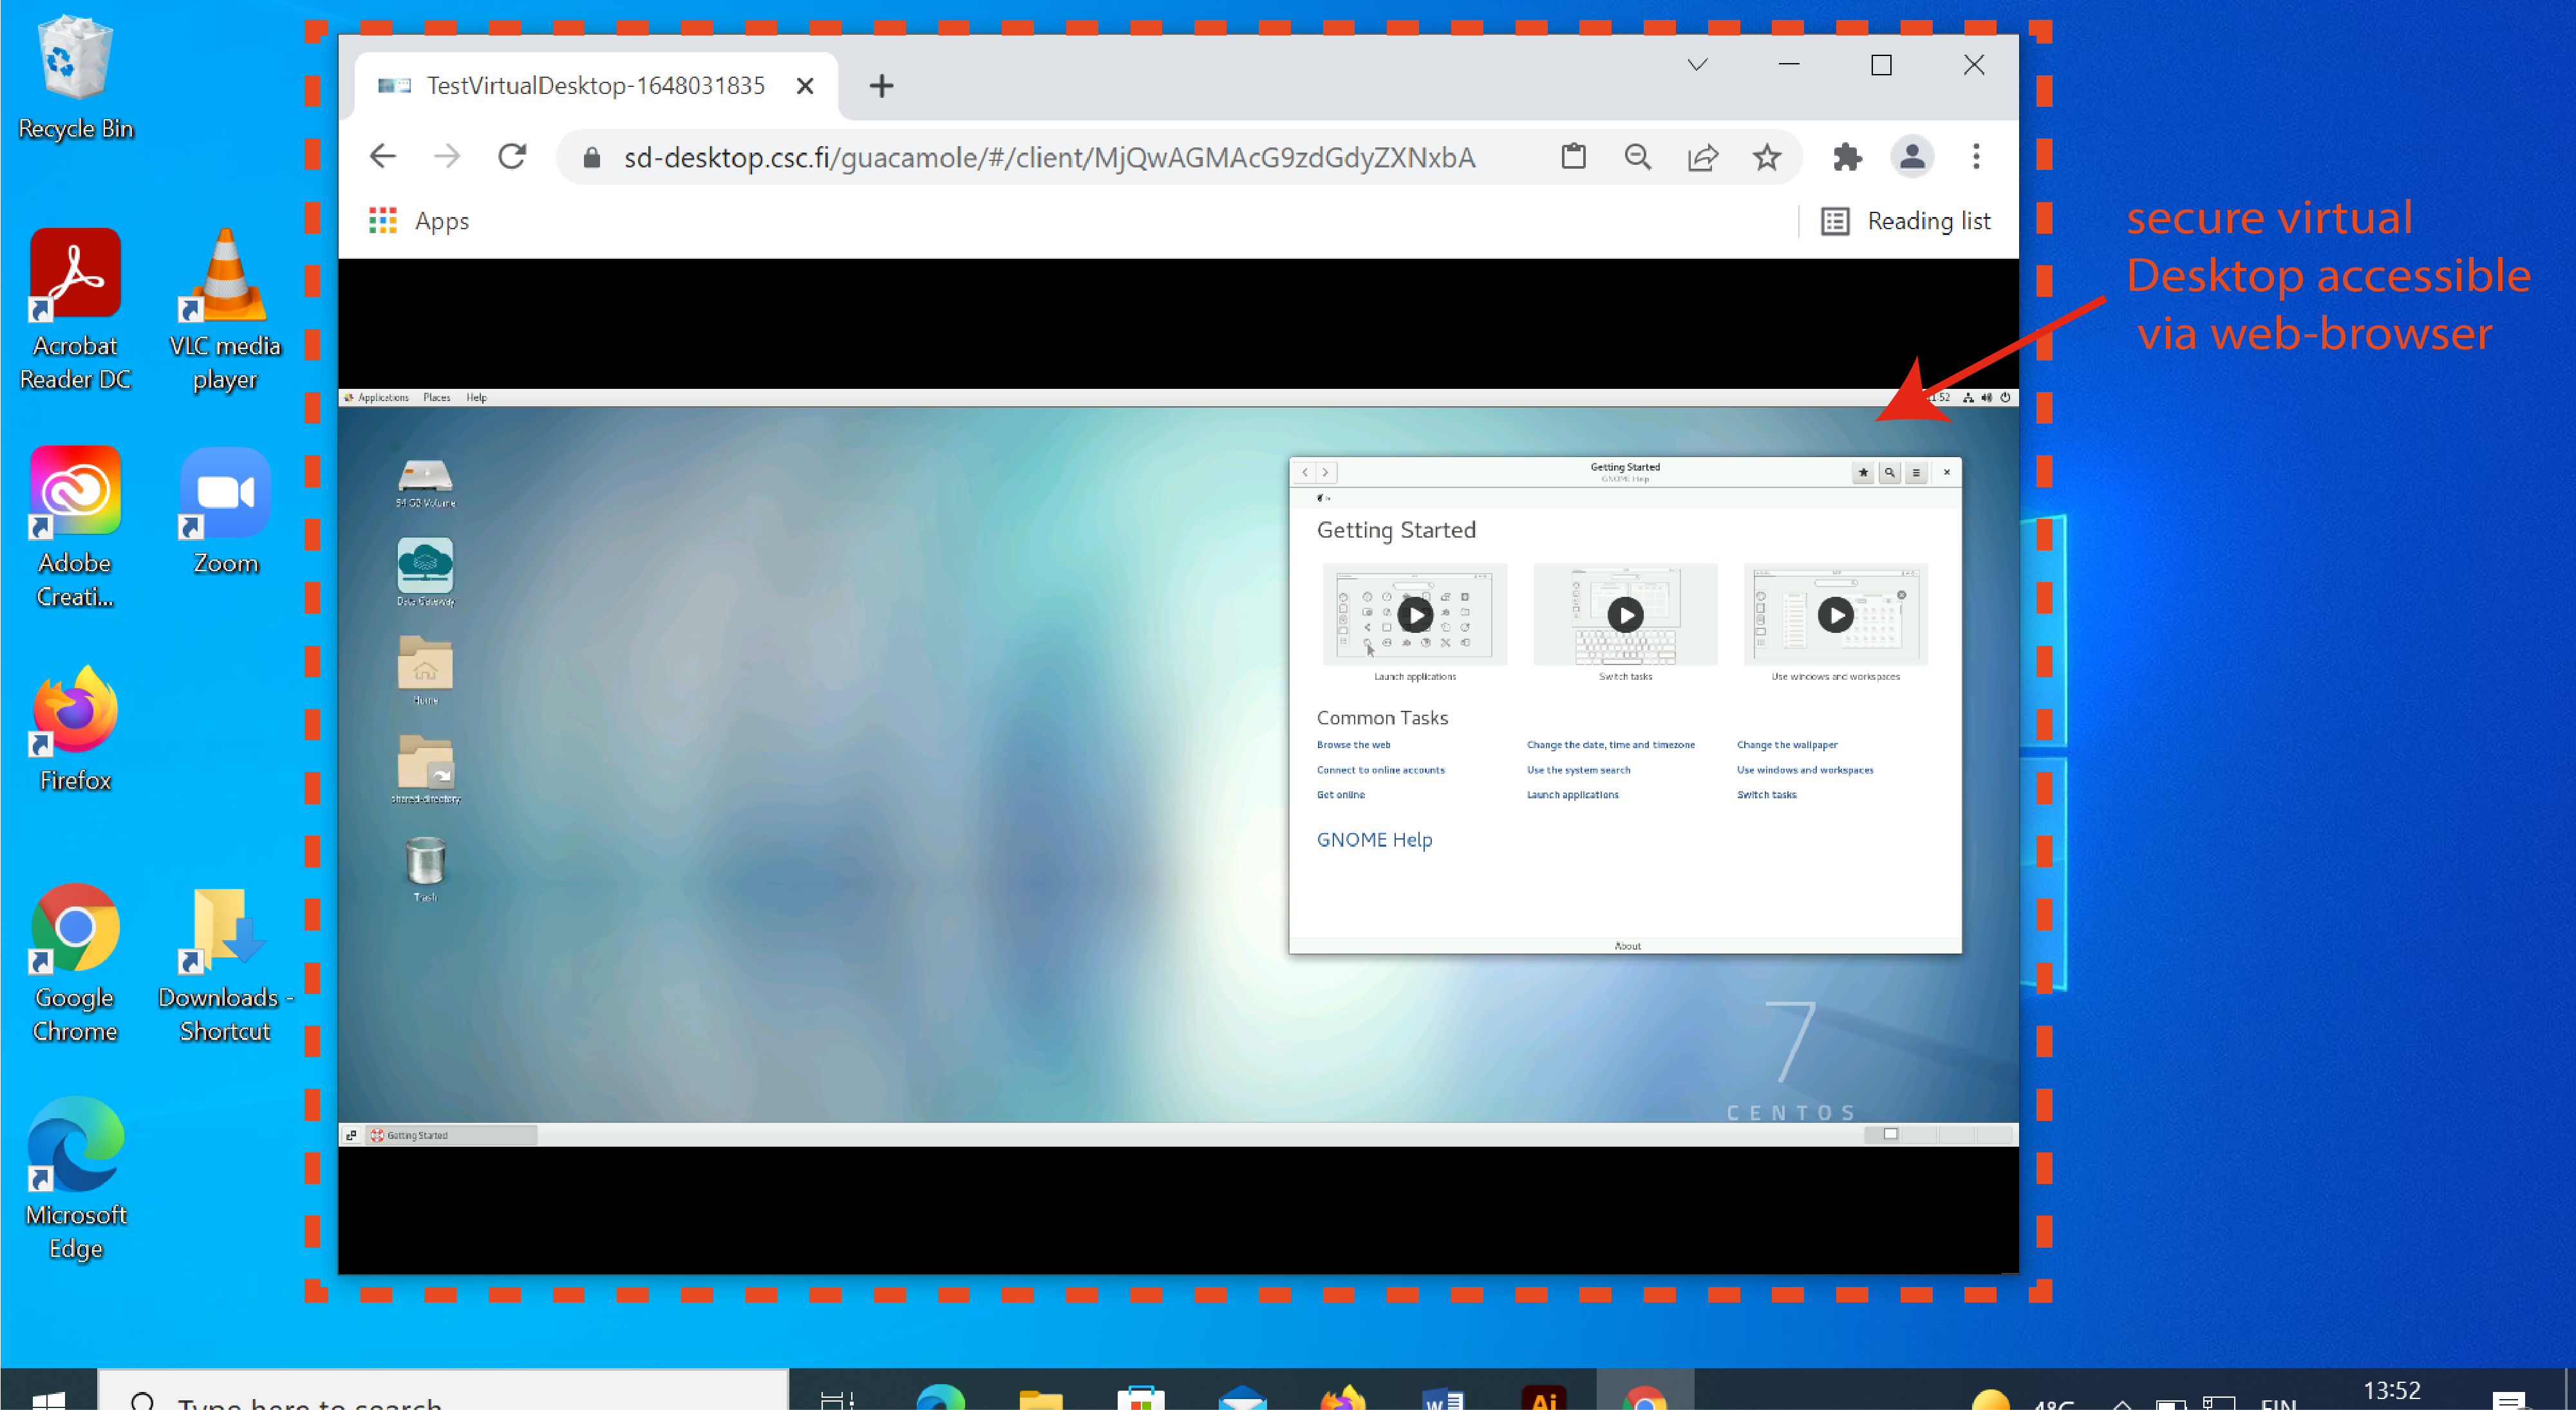 Recycle Bin
Acrobat
Reader DC
VLC media
player
Adobe
Creati...
Zoom
Firefox
Google
Chrome
Downloads -
Shortcut
Microsoft
Edge
TestVirtualDesktop-1648031835
sd-desktop.csc.fi/guacamole/#/client/MjQwAGMAcG9zdGdyZXNxbA
Apps
Reading list
secure virtual
Desktop accessible
via web-browser
Applications Places Help
:52
54 GB Volume
Data Gateway
Home
shared-directory
Trash
Getting Started
GNOME Help
Getting Started
Launch applications
Switch tasks
Use windows and workspaces
Common Tasks
Browse the web
Change the date, time and timezone
Change the wallpaper
Connect to online accounts
Use the system search
Use windows and workspaces
Get online
Launch applications
Switch tasks
GNOME Help
About
7
CENTOS
Getting Started
Type here to search
W
Ai
4°C
FIN
13:52